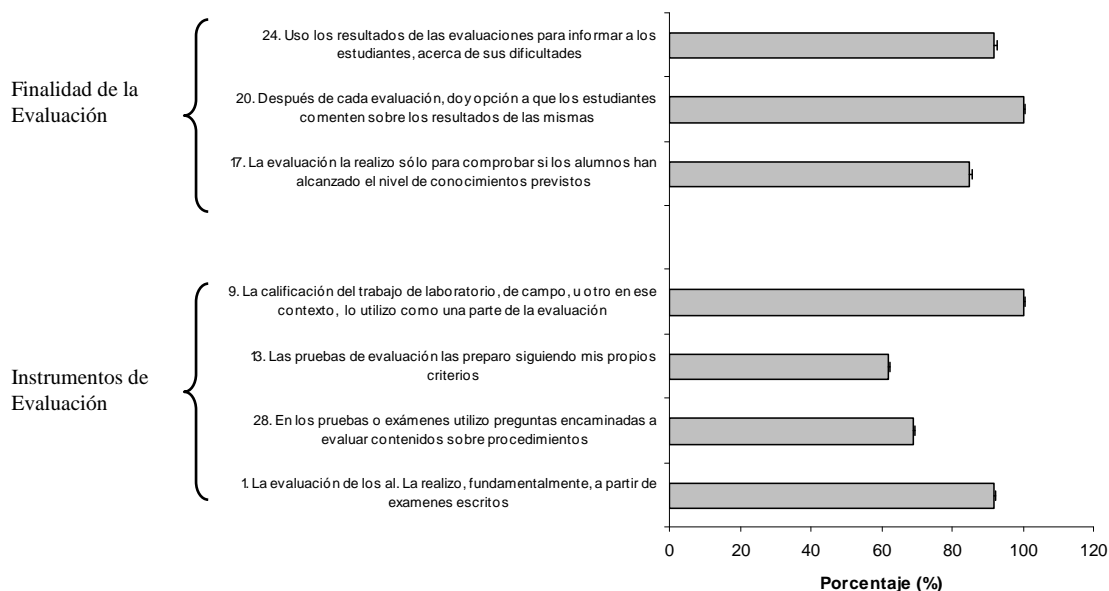 Finalidad de la
Evaluación
24. Uso los resultados de las evaluaciones para informar a los
estudiantes, acerca de sus dificultades
20. Después de cada evaluación, doy opción a que los estudiantes
comenten sobre los resultados de las mismas
17. La evaluación la realizo sólo para comprobar si los alumnos han
alcanzado el nivel de conocimientos previstos
Instrumentos de
Evaluación
9. La calificación del trabajo de laboratorio, de campo, u otro en ese
contexto, lo utilizo como una parte de la evaluación
13. Las pruebas de evaluación las preparo siguiendo mis propios
criterios
28. En los pruebas o exámenes utilizo preguntas encaminadas a
evaluar contenidos sobre procedimientos
1. La evaluación de los al. La realizo, fundamentalmente, a partir de
examenes escritos
0 20 40 60 80 100 120
Porcentaje (%)